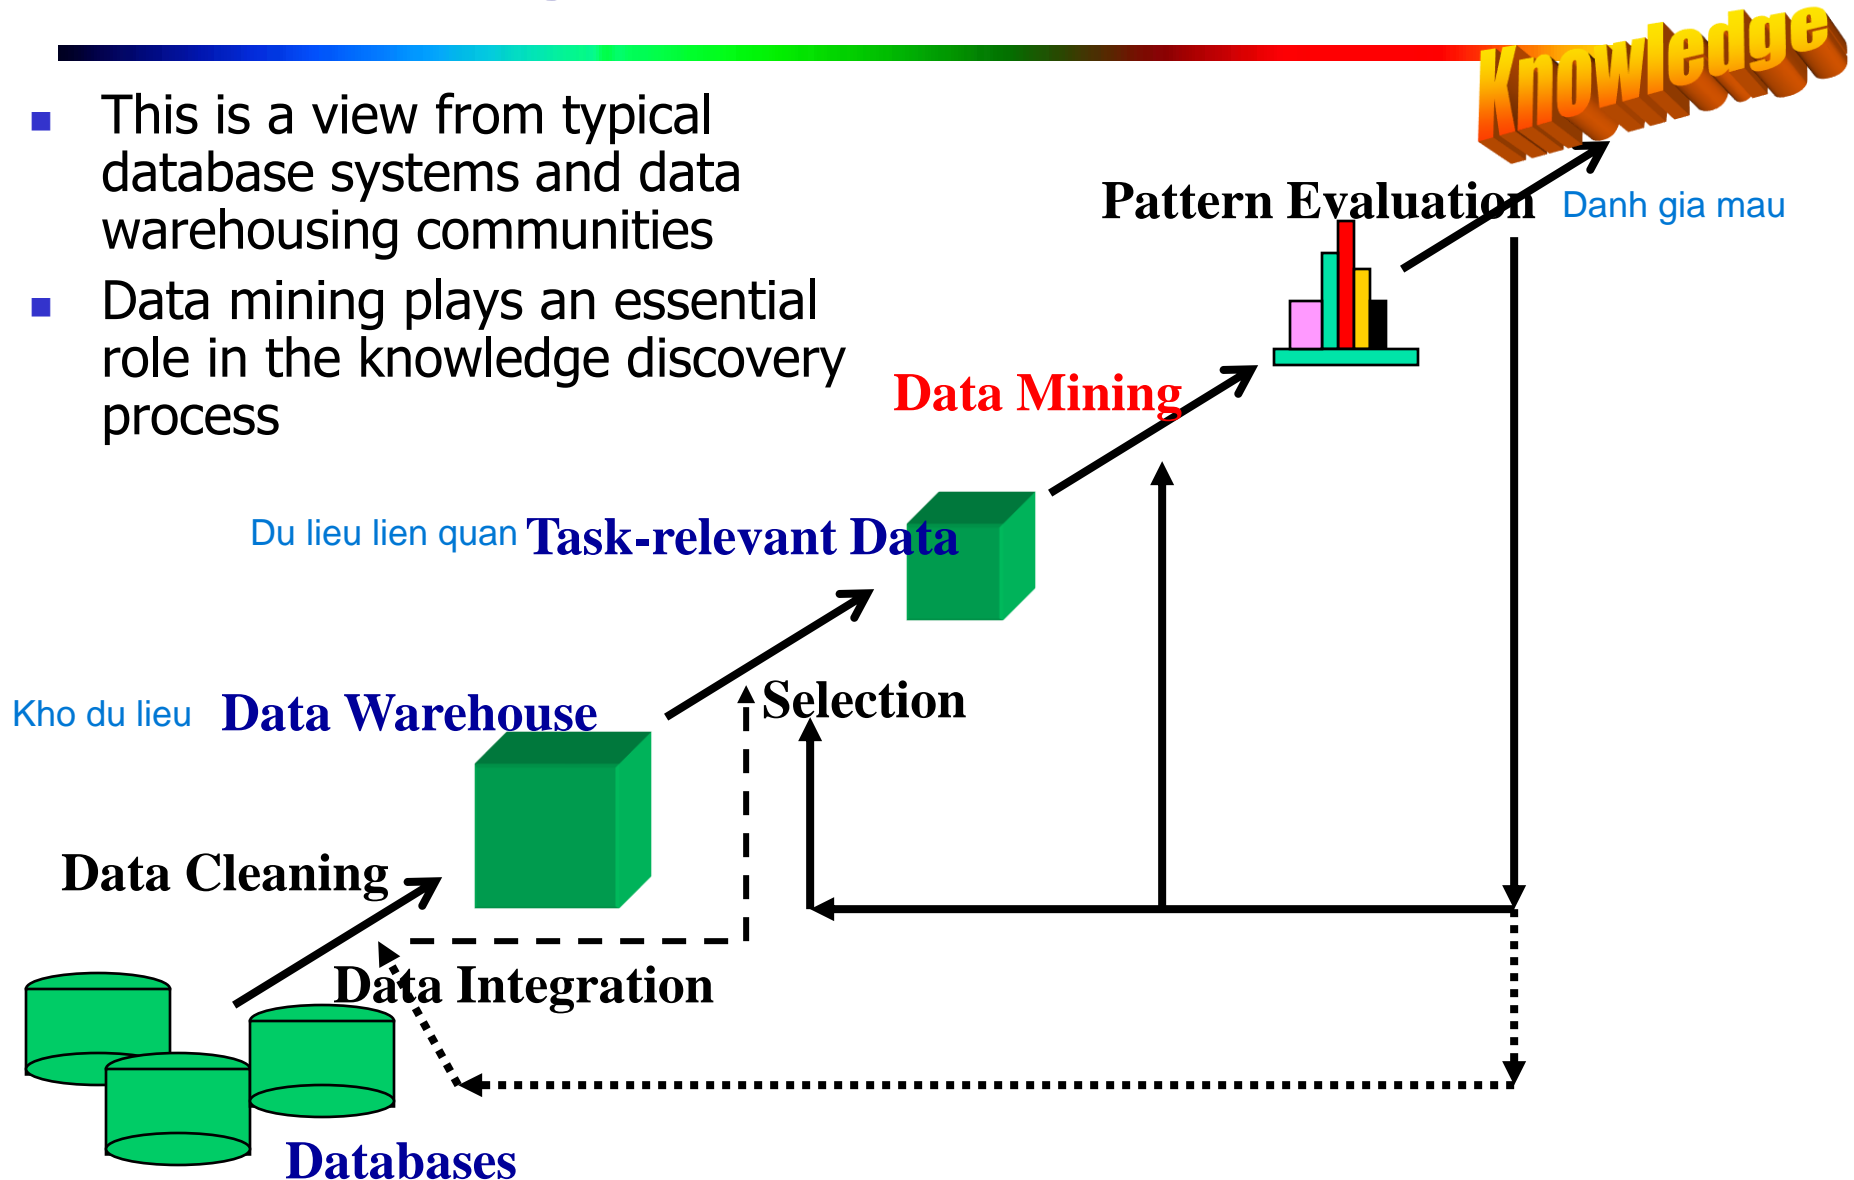 Knowledge
This is a view from typical
database systems and data
warehousing communities
Data mining plays an essential
role in the knowledge discovery
process
Pattern Evaluation Danh gia mau
Data Mining
Du lieu lien quan Task-relevant Data
Selection
Kho du lieu Data Warehouse
Data Cleaning
Data Integration
Databases